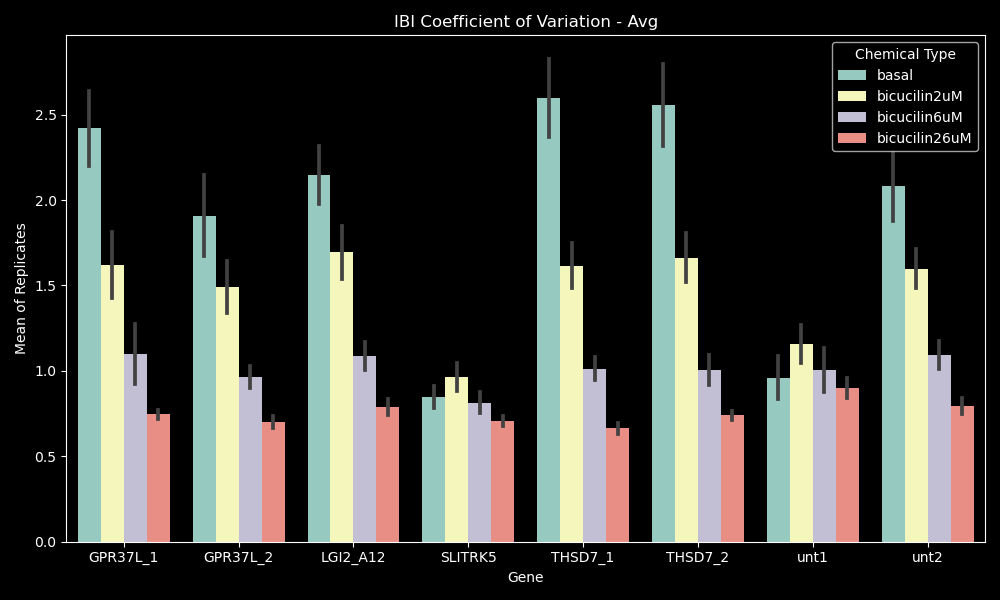 IBI Coefficient of Variation - Avg
Chemical Type
basal
bicucilin2uM
bicucilin6uM
bicucilin26uM
Mean of Replicates
2.5
2.0
1.5
1.0
0.5
0.0
GPR37L_1 GPR37L_2 LGI2_A12 SLITRK5 THSD7_1 THSD7_2 unt1 unt2
Gene